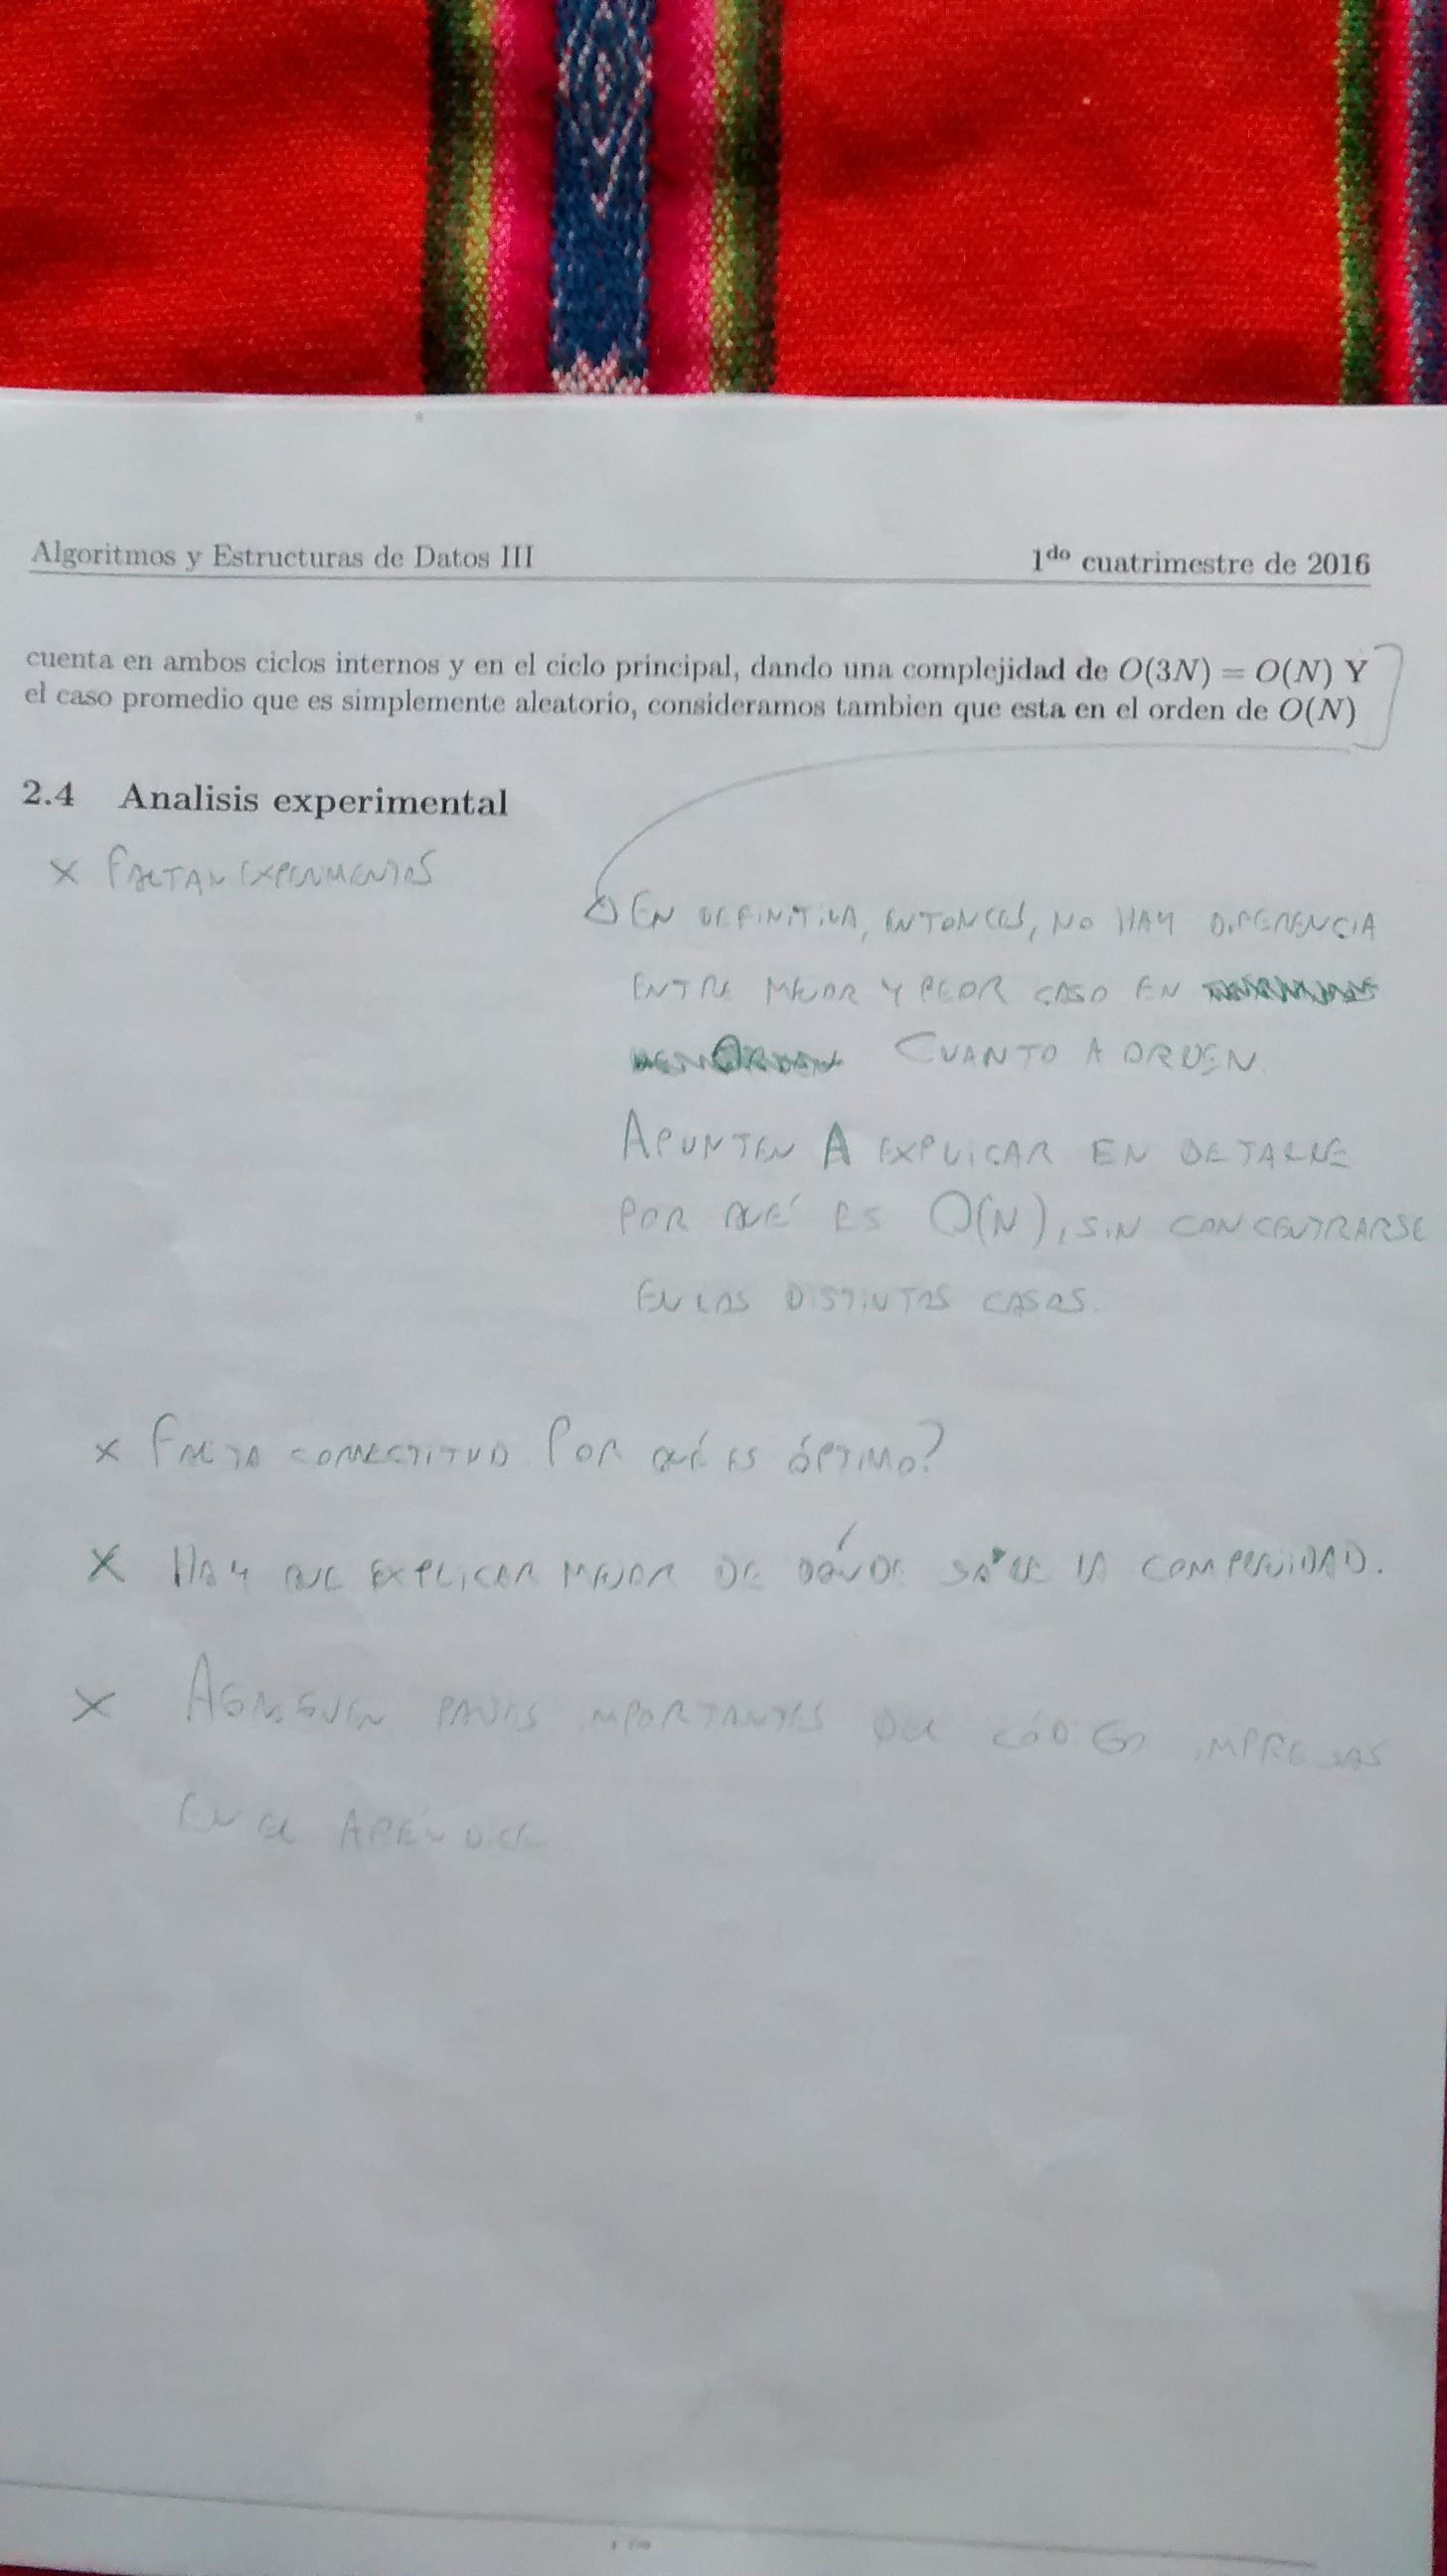 Algoritmos y Estructuras de Datos III 1do cuatrimestre de 2016
cuenta en ambos ciclos internos y en el ciclo principal, dando una complejidad de O(3N) = O(N) Y
el caso promedio que es simplemente aleatorio, consideramos tambien que esta en el orden de O(N)
2.4 Analisis experimental
× FALTAN EXPERIMENTOS
EN DEFINITIVA, ENTONCES, NO HAY DIFERENCIA
ENTRE MEJOR Y PEOR CASO EN
CUANTO A ORDEN.
APUNTEN A EXPLICAR EN DETALLE
POR QUÉ ES O(N), SIN CONCENTRARSE
EN LOS DISTINTOS CASOS.
× FALTA CORRECTITUD. POR QUÉ ES ÓPTIMO?
× HAY QUE EXPLICAR MEJOR DE DÓNDE SALE LA COMPLEJIDAD.
× AGREGUEN PARTES IMPORTANTES DEL CÓDIGO IMPRESAS
EN EL APÉNDICE